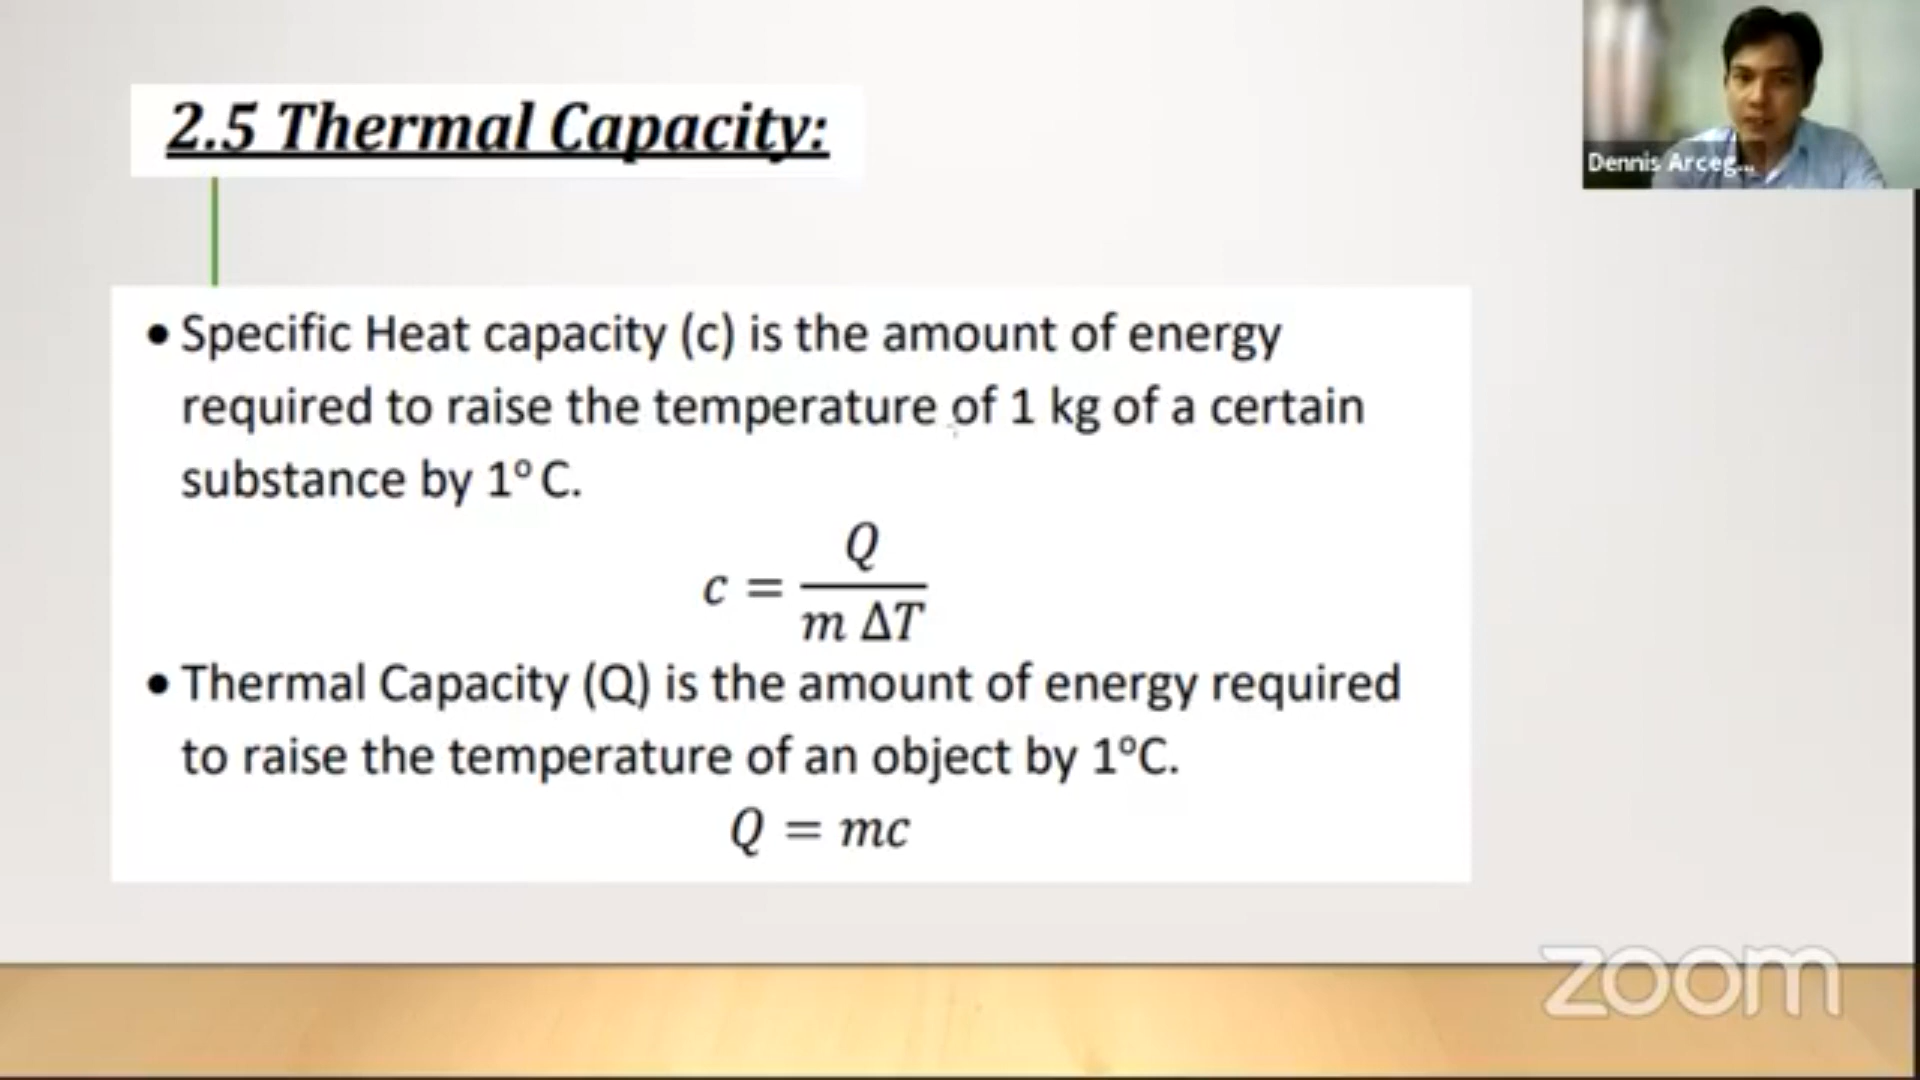 2.5 Thermal Capacity:
Dennis Arceg...
• Specific Heat capacity (c) is the amount of energy
required to raise the temperature of 1 kg of a certain
substance by 1° C.
c = Q / m ΔT
• Thermal Capacity (Q) is the amount of energy required
to raise the temperature of an object by 1°C.
Q = mc
zoom